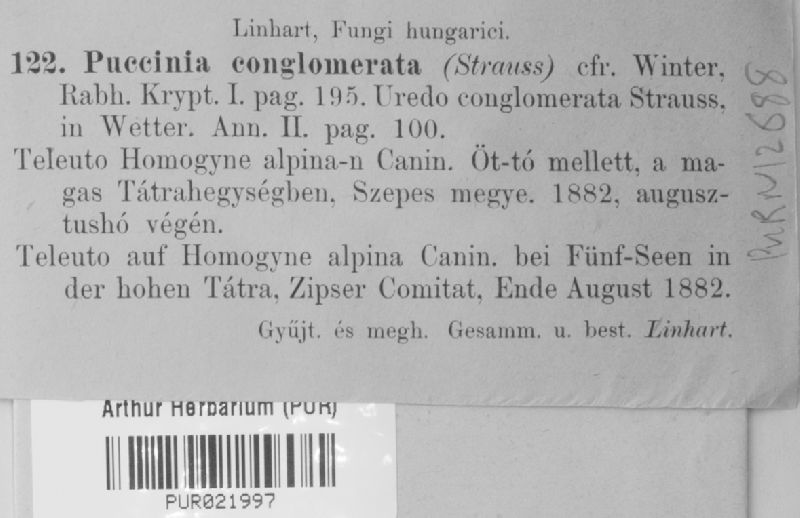 Linhart, Fungi hungarici.
122. Puccinia conglomerata (Strauss) cfr. Winter,
Rabh. Krypt. I. pag. 195. Uredo conglomerata Strauss,
in Wetter. Ann. II. pag. 100.
Teleuto Homogyne alpina-n Canin. Öt-tó mellett, a ma-
gas Tátrahegységben, Szepes megye. 1882, augusz-
tushó végén.
Teleuto auf Homogyne alpina Canin. bei Fünf-Seen in
der hohen Tátra, Zipser Comitat, Ende August 1882.
Gyűjt. és megh. Gesamm. u. best. Linhart.
PURN12688
Arthur Herbarium (PUR)
PUR021997